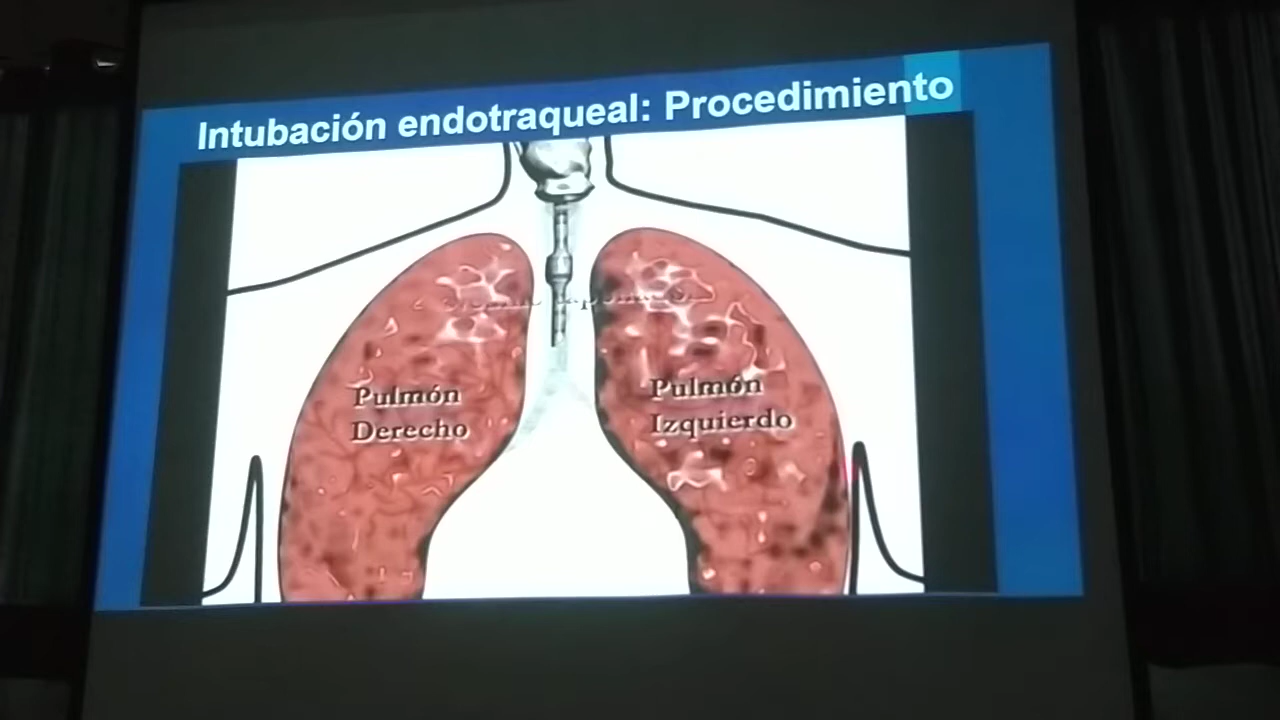 Intubación endotraqueal: Procedimiento
Pulmón
Derecho
Pulmón
Izquierdo